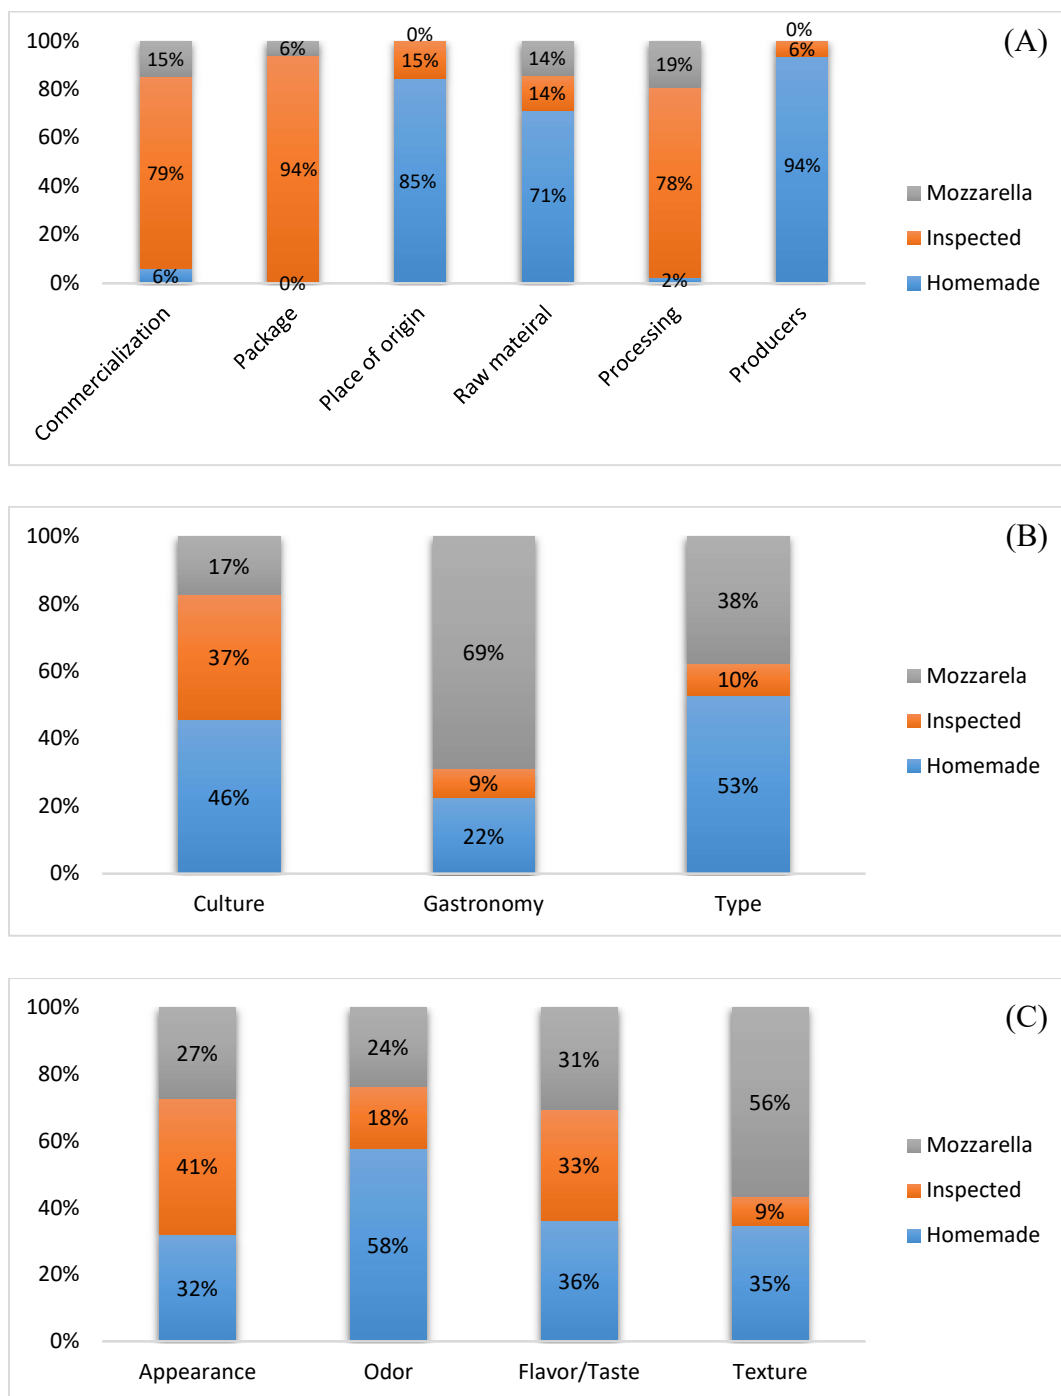 (A)
100%
80%
60%
40%
20%
0%
15%
79%
6%
6%
94%
0%
0%
15%
85%
14%
14%
71%
19%
78%
2%
0%
6%
94%
Commercialization
Package
Place of origin
Raw mateiral
Processing
Producers
Mozzarella
Inspected
Homemade
(B)
100%
80%
60%
40%
20%
0%
17%
37%
46%
69%
9%
22%
38%
10%
53%
Culture
Gastronomy
Type
Mozzarela
Inspected
Homemade
(C)
100%
80%
60%
40%
20%
0%
27%
41%
32%
24%
18%
58%
31%
33%
36%
56%
9%
35%
Appearance
Odor
Flavor/Taste
Texture
Mozzarella
Inspected
Homemade